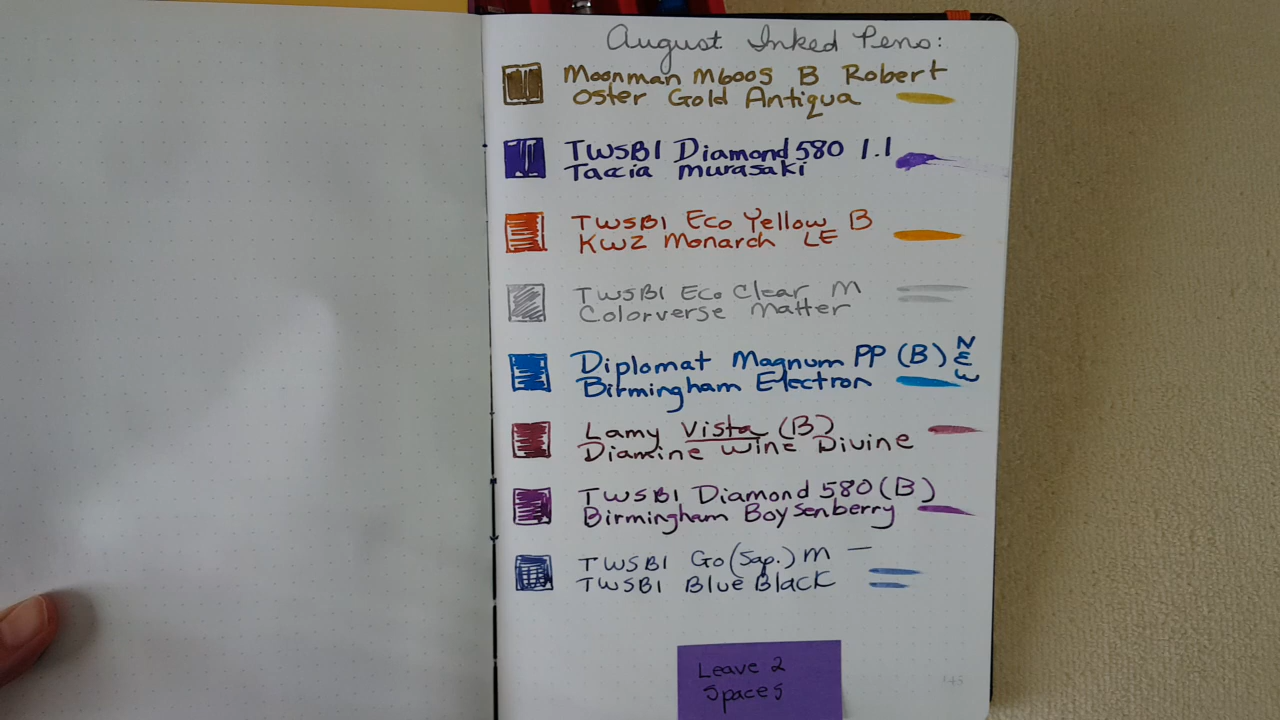 August Inked Pens:
Moonman M600S B Robert
Oster Gold Antiqua
TWSBI Diamond 580 1.1
Taccia Murasaki
TWSBI Eco Yellow B
KWZ Monarch LE
TWSBI Eco Clear M
Colorverse Matter
Diplomat Magnum PP (B) NEW
Birmingham Electron
Lamy Vista (B)
Diamine Wine Divine
TWSBI Diamond 580 (B)
Birmingham Boysenberry
TWSBI Go (Sap.) M
TWSBI Blue Black
Leave 2
Spaces
143